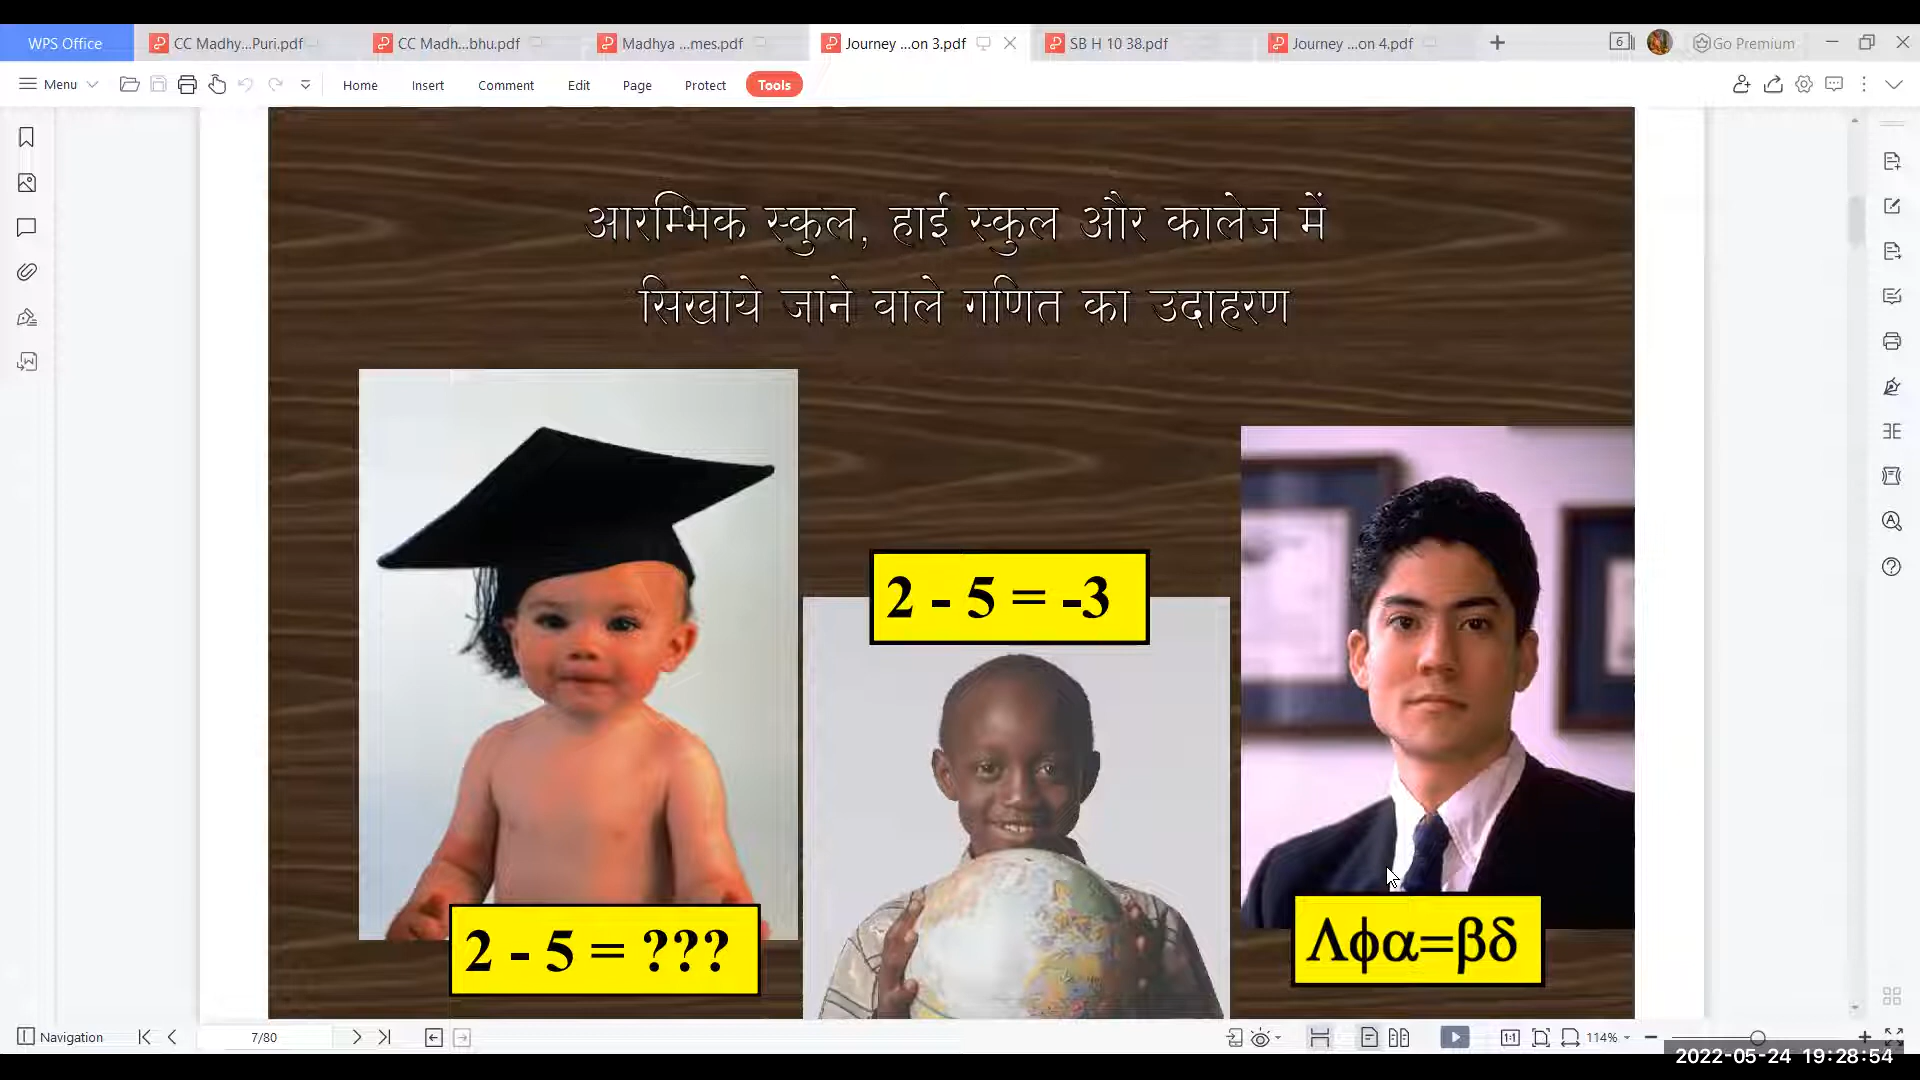 WPS Office
CC Madhy...Puri.pdf
CC Madh...bhu.pdf
Madhya ...mes.pdf
Journey ...on 3.pdf
SB H 10 38.pdf
Journey ...on 4.pdf
6
Go Premium
Menu
Home
Insert
Comment
Edit
Page
Protect
Tools
आरम्भिक स्कुल, हाई स्कुल और कालेज में
सिखाये जाने वाले गणित का उदाहरण
2 - 5 = -3
2 - 5 = ???
Λφα=βδ
Navigation
7/80
1:1
114%
2022-05-24 19:28:54